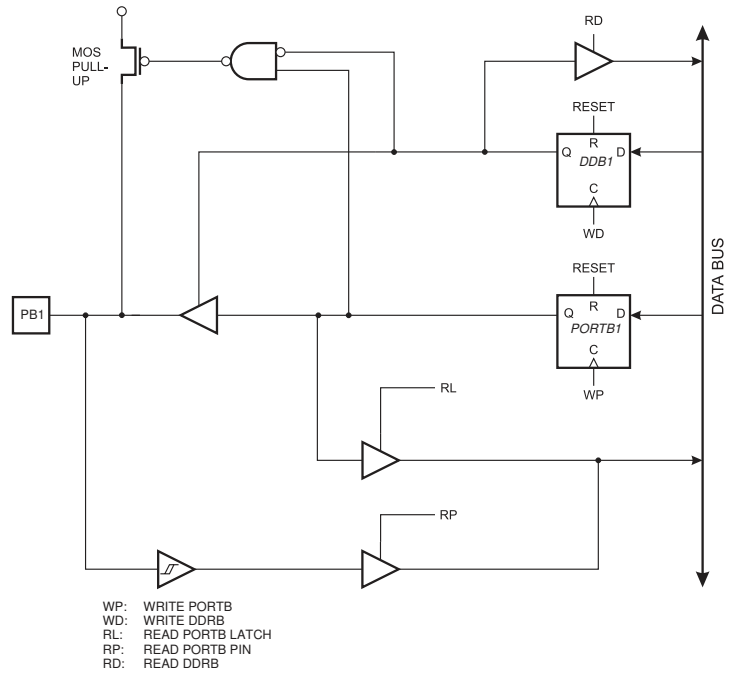 RD
MOS
PULL-
UP
RESET
R
Q
D
DDB1
C
WD
DATA BUS
RESET
R
Q
D
PB1
PORTB1
C
WP
RL
RP
WP: WRITE PORTB
WD: WRITE DDRB
RL: READ PORTB LATCH
RP: READ PORTB PIN
RD: READ DDRB